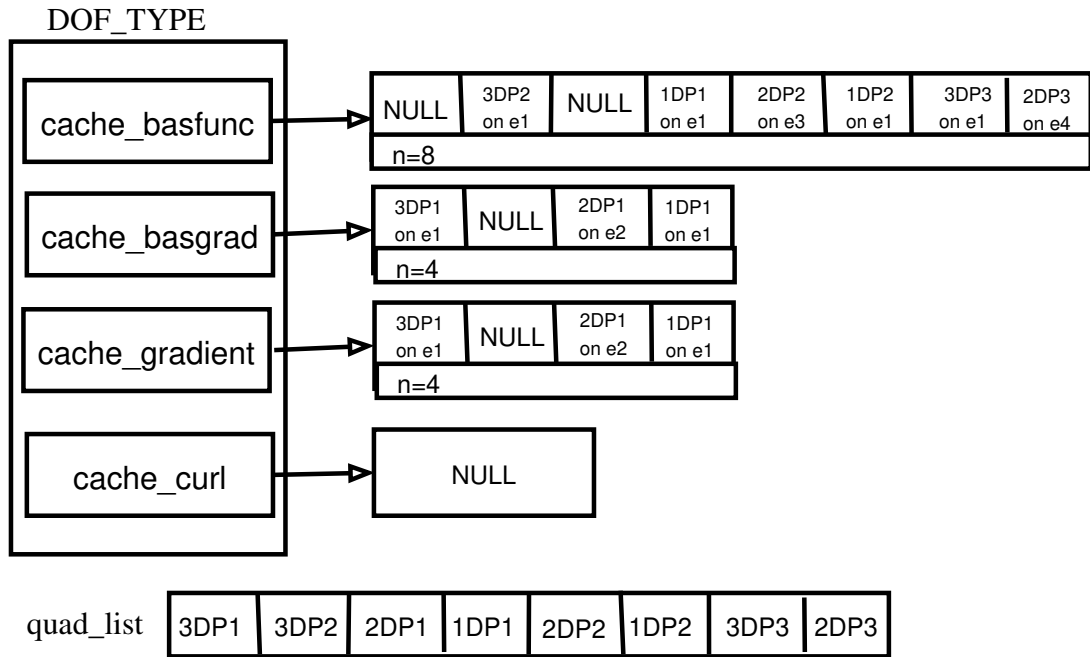 DOF_TYPE
cache_basfunc
NULL 3DP2 on e1 NULL 1DP1 on e1 2DP2 on e3 1DP2 on e1 3DP3 on e1 2DP3 on e4
n=8
cache_basgrad
3DP1 on e1 NULL 2DP1 on e2 1DP1 on e1
n=4
cache_gradient
3DP1 on e1 NULL 2DP1 on e2 1DP1 on e1
n=4
cache_curl
NULL
quad_list 3DP1 3DP2 2DP1 1DP1 2DP2 1DP2 3DP3 2DP3